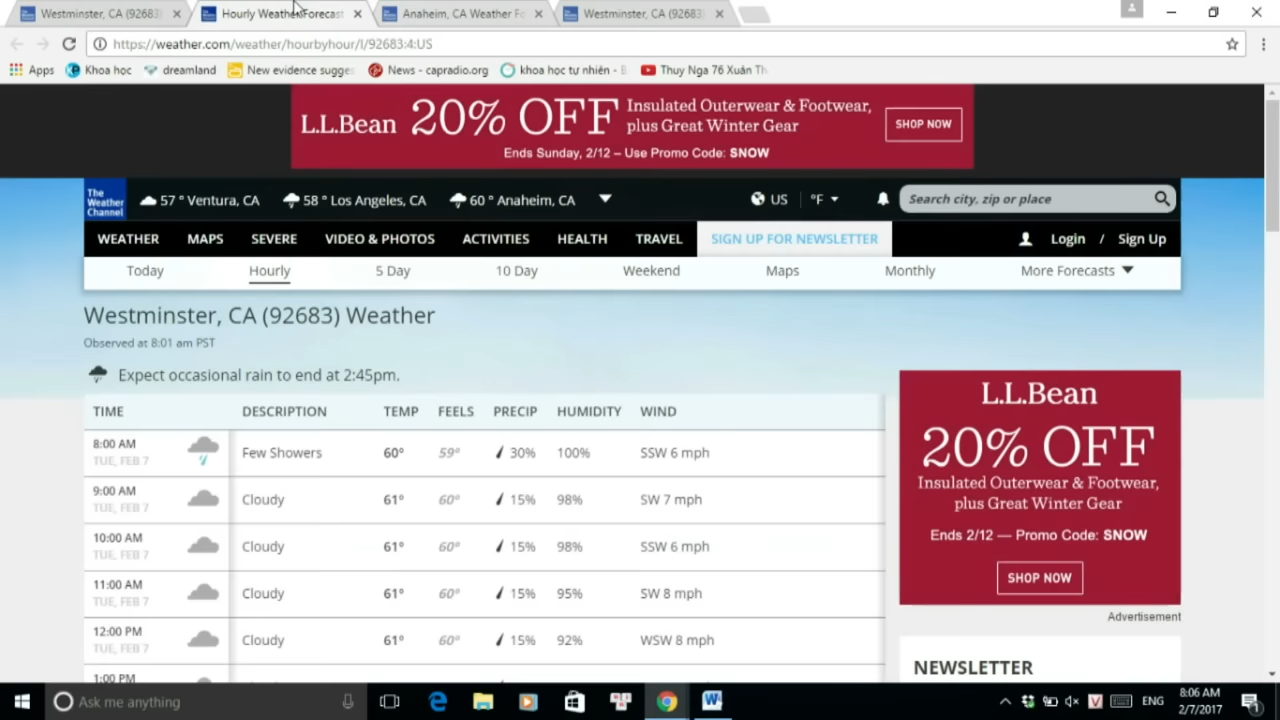 Westminster, CA (92683)
Hourly Weather Forecast
Anaheim, CA Weather Fo
Westminster, CA (92683)
https://weather.com/weather/hourbyhour/l/92683:4:US
Apps Khoa học dreamland New evidence sugges News - capradio.org khoa học tự nhiên - Thuy Nga 76 Xuân Th
L.L.Bean 20% OFF Insulated Outerwear & Footwear,
plus Great Winter Gear
SHOP NOW
Ends Sunday, 2/12 – Use Promo Code: SNOW
The
Weather
Channel
57 ° Ventura, CA 58 ° Los Angeles, CA 60 ° Anaheim, CA US °F Search city, zip or place
WEATHER MAPS SEVERE VIDEO & PHOTOS ACTIVITIES HEALTH TRAVEL SIGN UP FOR NEWSLETTER Login / Sign Up
Today Hourly 5 Day 10 Day Weekend Maps Monthly More Forecasts
Westminster, CA (92683) Weather
Observed at 8:01 am PST
Expect occasional rain to end at 2:45pm.
TIME DESCRIPTION TEMP FEELS PRECIP HUMIDITY WIND
8:00 AM
TUE, FEB 7
Few Showers 60° 59° 30% 100% SSW 6 mph
9:00 AM
TUE, FEB 7
Cloudy 61° 60° 15% 98% SW 7 mph
10:00 AM
TUE, FEB 7
Cloudy 61° 60° 15% 98% SSW 6 mph
11:00 AM
TUE, FEB 7
Cloudy 61° 60° 15% 95% SW 8 mph
12:00 PM
TUE, FEB 7
Cloudy 61° 60° 15% 92% WSW 8 mph
1:00 PM
L.L.Bean
20% OFF
Insulated Outerwear & Footwear,
plus Great Winter Gear
Ends 2/12 — Promo Code: SNOW
SHOP NOW
Advertisement
NEWSLETTER
Ask me anything
ENG
8:06 AM
2/7/2017